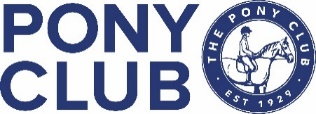 PONY
CLUB
THE PONY CLUB
• EST 1929 •